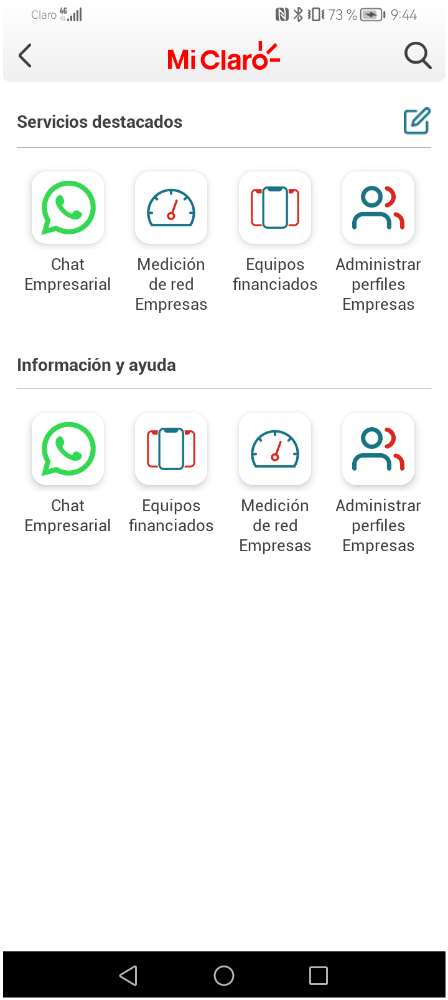 Claro 4G 73 % 9:44
Mi Claro
Servicios destacados
Chat Empresarial
Medición de red Empresas
Equipos financiados
Administrar perfiles Empresas
Información y ayuda
Chat Empresarial
Equipos financiados
Medición de red Empresas
Administrar perfiles Empresas